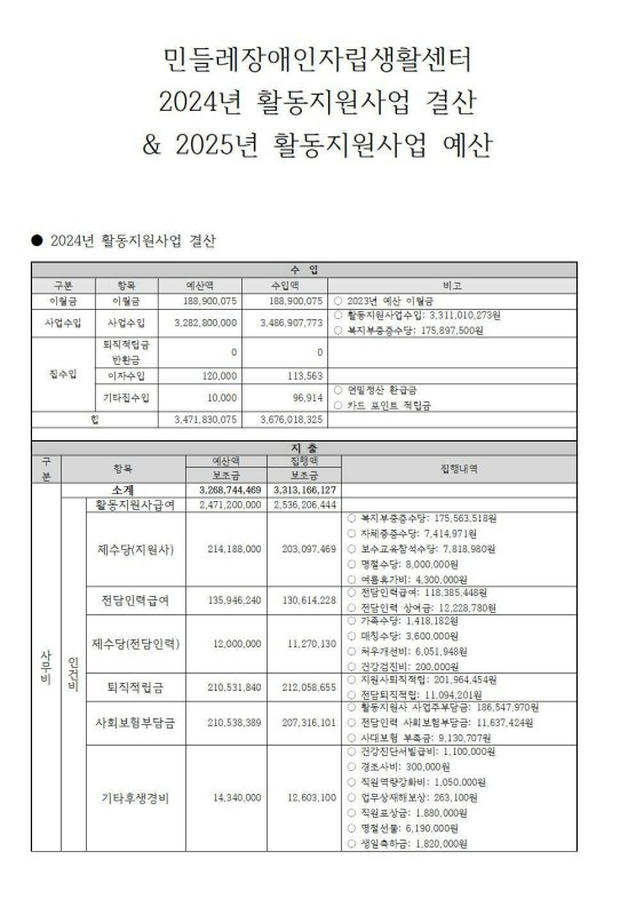 민들레장애인자립생활센터
2024년 활동지원사업 결산
& 2025년 활동지원사업 예산
● 2024년 활동지원사업 결산
수 입
구분 항목 예산액 수입액 비고
이월금 이월금 188,900,075 188,900,075 ○ 2023년 예산 이월금
사업수입 사업수입 3,282,800,000 3,486,907,773 ○ 활동지원사업수입: 3,311,010,273원
○ 복지부중증수당: 175,897,500원
잡수입 퇴직적립금 반환금 0 0
이자수입 120,000 113,563
기타잡수입 10,000 96,914 ○ 연말정산 환급금
○ 카드 포인트 적립금
합 3,471,830,075 3,676,018,325
지 출
구분 항목 예산액 집행액 집행내역
보조금 보조금
소계 3,268,744,469 3,313,166,127
사무비 인건비 활동지원사급여 2,471,200,000 2,536,206,444
제수당(지원사) 214,188,000 203,097,469 ○ 복지부중증수당: 175,563,518원
○ 자체중증수당: 7,414,971원
○ 보수교육참석수당: 7,818,980원
○ 명절수당: 8,000,000원
○ 여름휴가비: 4,300,000원
전담인력급여 135,946,240 130,614,228 ○ 전담인력급여: 118,385,448원
○ 전담인력 상여금: 12,228,780원
제수당(전담인력) 12,000,000 11,270,130 ○ 가족수당: 1,418,182원
○ 매칭수당: 3,600,000원
○ 처우개선비: 6,051,948원
○ 건강검진비: 200,000원
퇴직적립금 210,531,840 212,058,655 ○ 지원사퇴직적립: 201,964,454원
○ 전담퇴직적립: 11,094,201원
사회보험부담금 210,538,389 207,316,101 ○ 활동지원사 사업주부담금: 186,547,970원
○ 전담인력 사회보험부담금: 11,637,424원
○ 사대보험 부족금: 9,130,707원
기타후생경비 14,340,000 12,603,100 ○ 건강진단서발급비: 1,100,000원
○ 경조사비: 300,000원
○ 직원역량강화비: 1,050,000원
○ 업무상재해보상: 263,100원
○ 직원포상금: 1,880,000원
○ 명절선물: 6,190,000원
○ 생일축하금: 1,820,000원